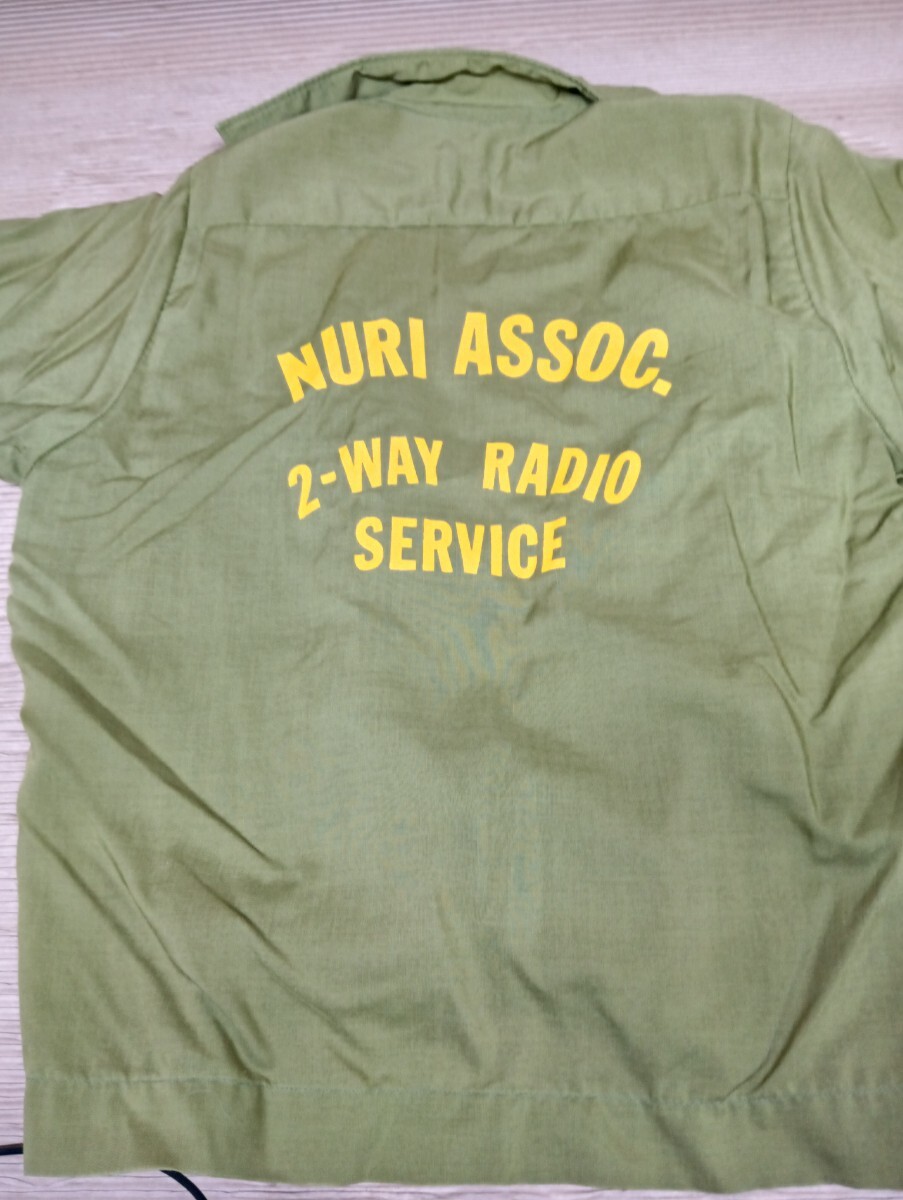 NURI ASSOC.
2-WAY RADIO
SERVICE